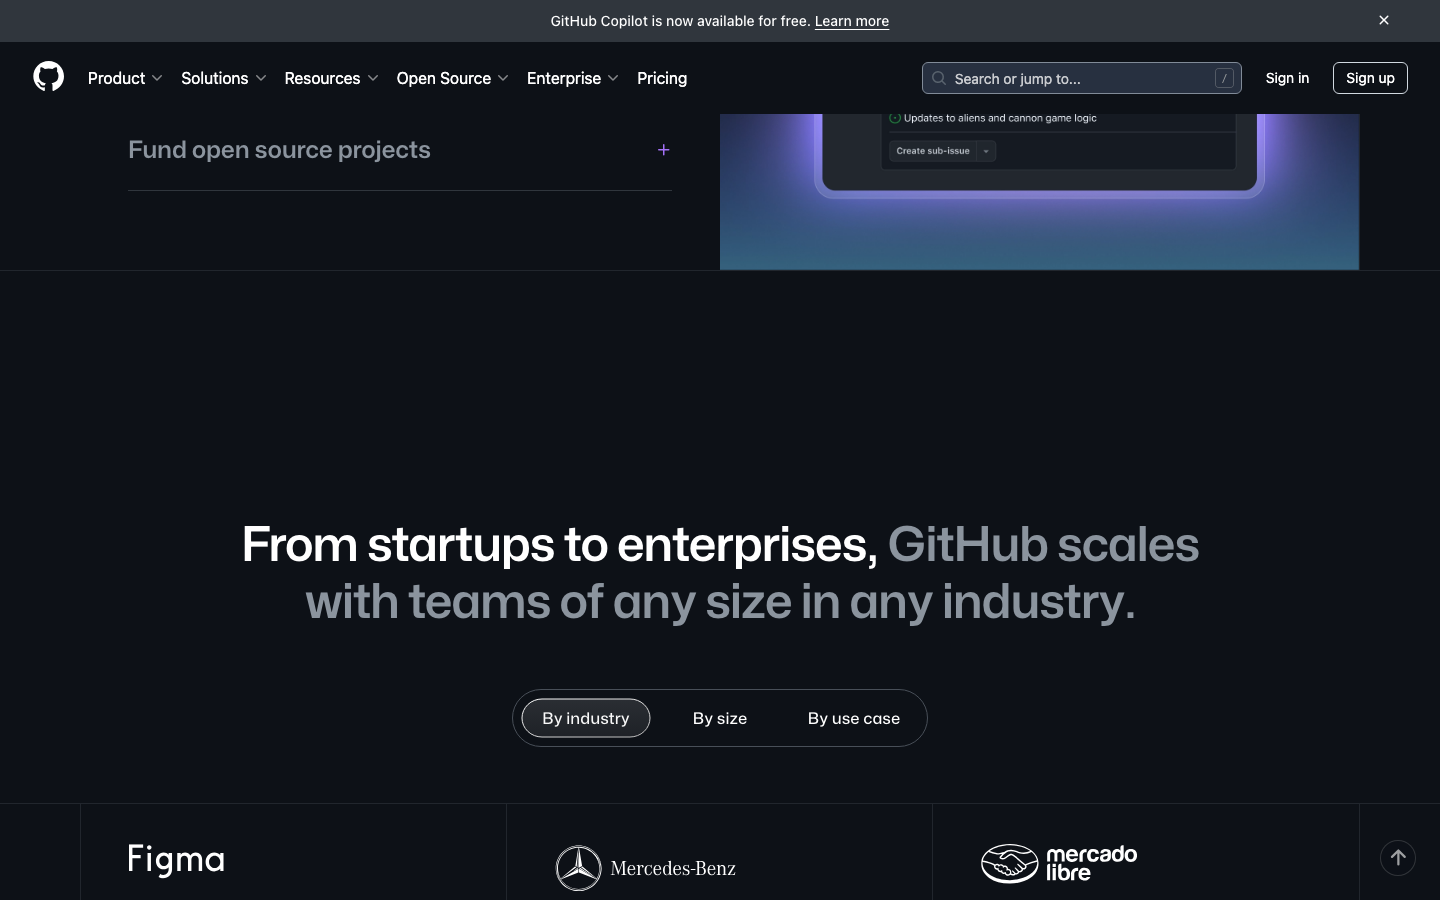 GitHub Copilot is now available for free. Learn more
Product Solutions Resources Open Source Enterprise Pricing Search or jump to... / Sign in Sign up
Updates to aliens and cannon game logic
Fund open source projects
Create sub-issue
From startups to enterprises, GitHub scales
with teams of any size in any industry.
By industry By size By use case
Figma
Mercedes-Benz
mercado
libre